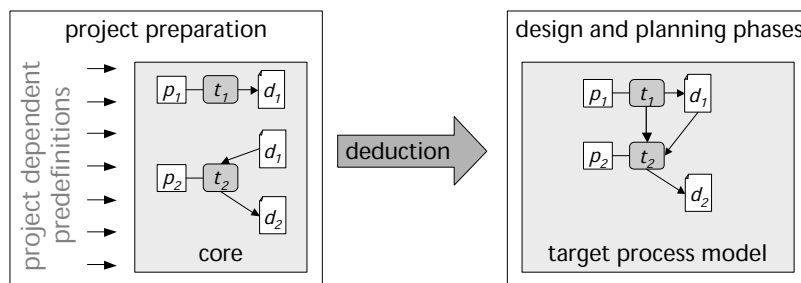 project preparation
project dependent
predefinitions
p1 t1 d1
d1
p2 t2
d2
core
deduction
design and planning phases
p1 t1 d1
p2 t2
d2
target process model